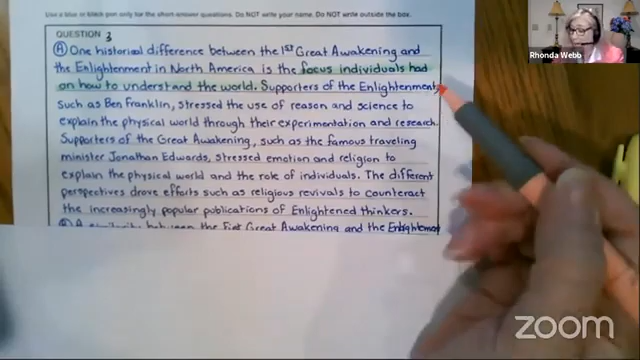 Use a blue or black pen only for the short-answer questions. Do NOT write your name. Do NOT write outside the box.
QUESTION 3
(A) One historical difference between the 1st Great Awakening and
the Enlightenment in North America is the focus individuals had
on how to understand the world. Supporters of the Enlightenment,
such as Ben Franklin, stressed the use of reason and science to
explain the physical world through their experimentation and research.
Supporters of the Great Awakening, such as the famous traveling
minister Jonathan Edwards, stressed emotion and religion to
explain the physical world and the role of individuals. The different
perspectives drove efforts such as religious revivals to counteract
the increasingly popular publications of Enlightened thinkers.
(B) A similarity between the First Great Awakening and the Enlightenment
Rhonda Webb
zoom